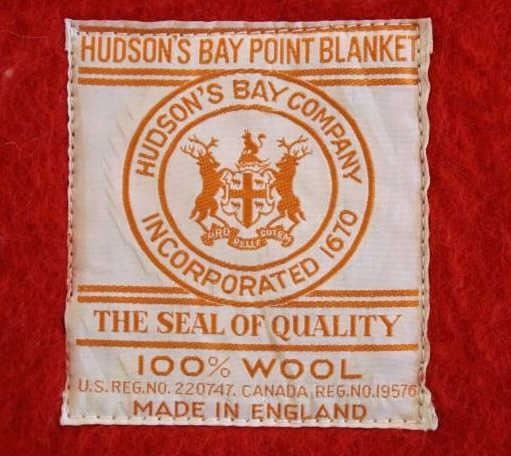 HUDSON'S BAY POINT BLANKET
HUDSON'S BAY COMPANY
INCORPORATED 1670
PRO PELLE CUTEM
THE SEAL OF QUALITY
100% WOOL
U.S. REG. NO. 220747. CANADA REG. NO. 19576
MADE IN ENGLAND